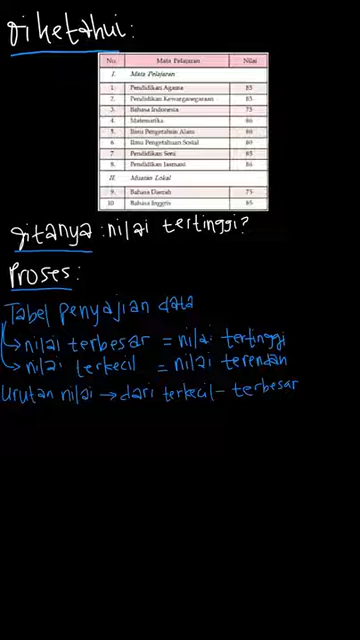 Diketahui:
No. Mata Pelajaran Nilai
I. Mata Pelajaran
1. Pendidikan Agama 85
2. Pendidikan Kewarganegaraan 85
3. Bahasa Indonesia 75
4. Matematika 80
5. Ilmu Pengetahuan Alam 80
6. Ilmu Pengetahuan Sosial 80
7 Pendidikan Seni 85
8. Pendidikan Jasmani
II. Muatan Lokal
9. Bahasa Daerah 75
10 Bahasa Inggris 85
Ditanya : nilai tertinggi?
Proses:
Tabel penyajian data
→ nilai terbesar = nilai tertinggi
→ nilai terkecil = nilai terendah
Urutan nilai → dari terkecil - terbesar